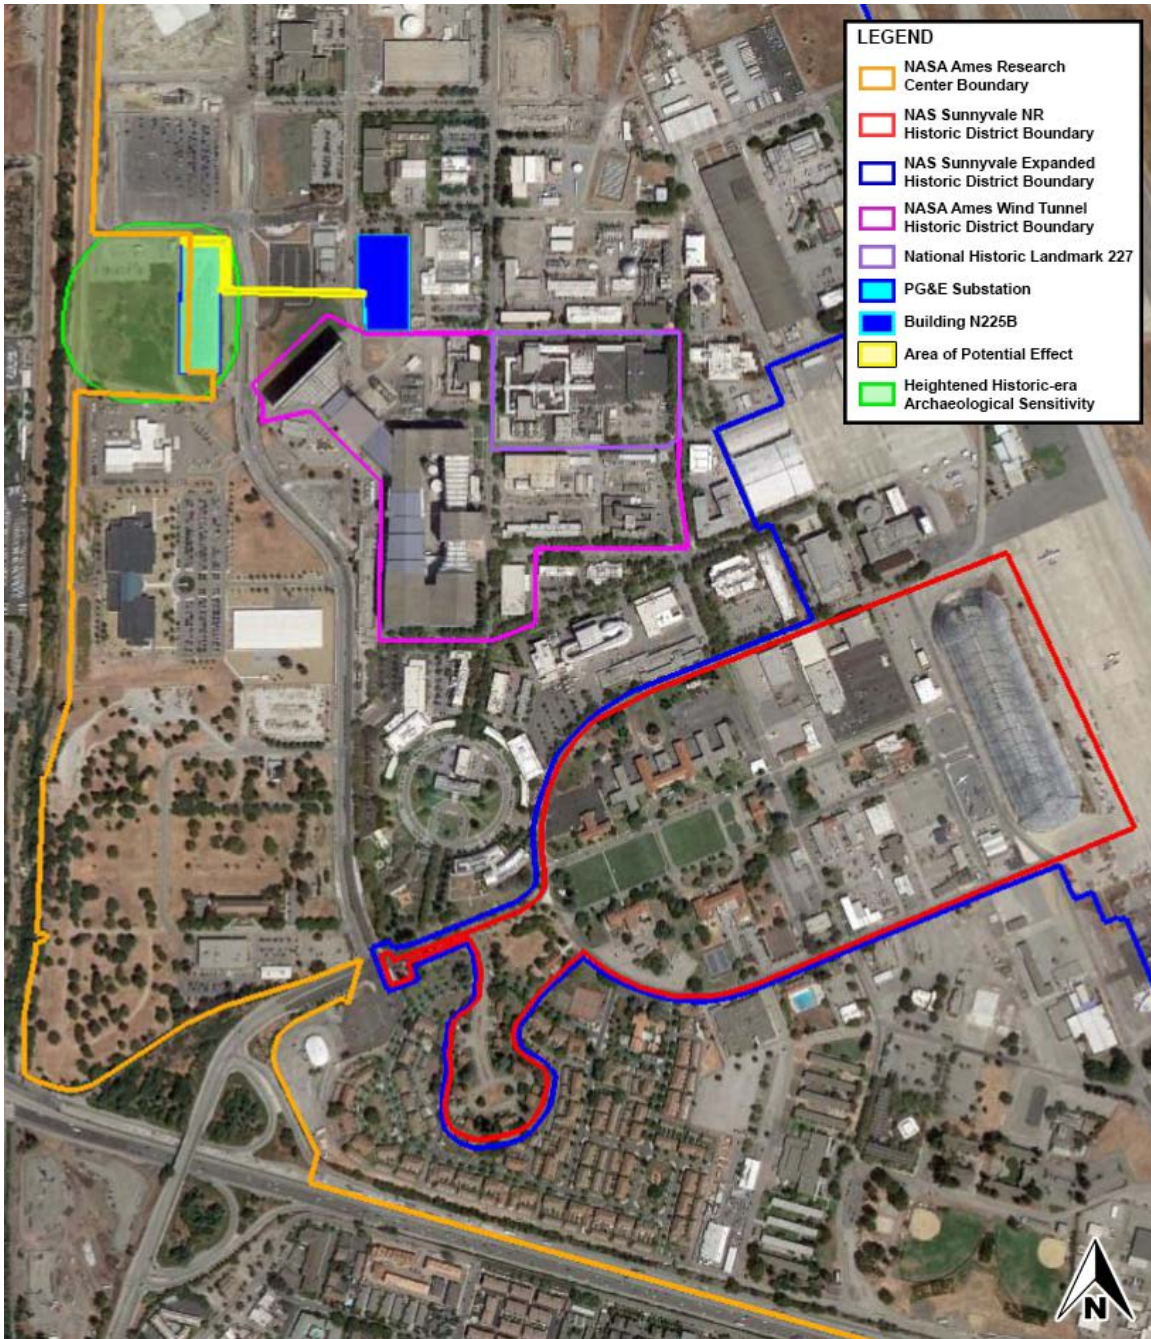 LEGEND
NASA Ames Research
Center Boundary
NAS Sunnyvale NR
Historic District Boundary
NAS Sunnyvale Expanded
Historic District Boundary
NASA Ames Wind Tunnel
Historic District Boundary
National Historic Landmark 227
PG&E Substation
Building N225B
Area of Potential Effect
Heightened Historic-era
Archaeological Sensitivity
N